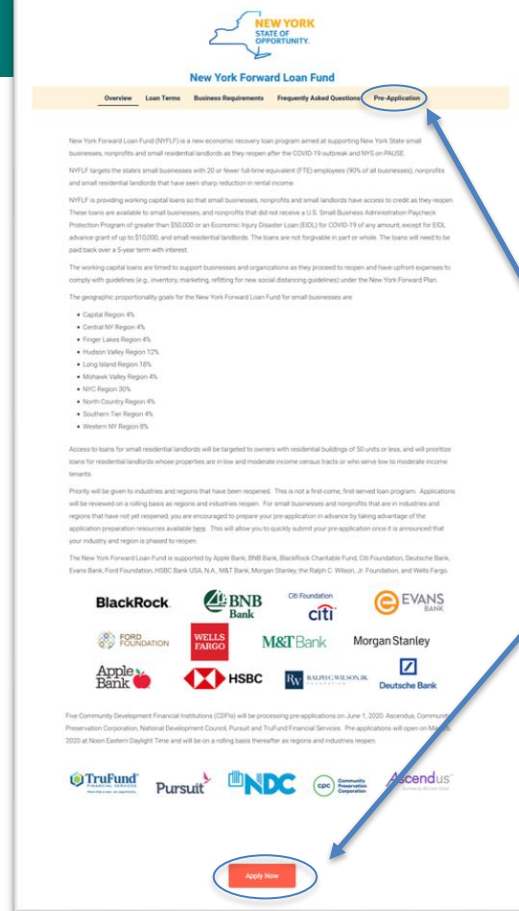 NEW YORK
STATE OF
OPPORTUNITY.
New York Forward Loan Fund
Overview Loan Terms Business Requirements Frequently Asked Questions Pre-Application
New York Forward Loan Fund (NYFLF) is a new economic recovery loan program aimed at supporting New York State small
businesses, nonprofits and small residential landlords as they reopen after the COVID-19 outbreak and NYS on PAUSE.
NYFLF targets the state's small businesses with 20 or fewer full-time equivalent (FTE) employees (90% of all businesses), nonprofits
and small residential landlords that have seen sharp reduction in rental income.
NYFLF is providing working capital loans so that small businesses, nonprofits and small landlords have access to credit as they reopen.
These loans are available to small businesses, and nonprofits that did not receive a U.S. Small Business Administration Paycheck
Protection Program of greater than $50,000 or an Economic Injury Disaster Loan (EIDL) for COVID-19 of any amount, except for EIDL
advance grant of up to $10,000, and small residential landlords. The loans are not forgivable in part or whole. The loans will need to be
paid back over a 5-year term with interest.
The working capital loans are timed to support businesses and organizations as they proceed to reopen and have upfront expenses to
comply with guidelines (e.g., inventory, marketing, refitting for new social distancing guidelines) under the New York Forward Plan.
The geographic proportionality goals for the New York Forward Loan Fund for small businesses are
• Capital Region 4%
• Central NY Region 4%
• Finger Lakes Region 4%
• Hudson Valley Region 12%
• Long Island Region 18%
• Mohawk Valley Region 4%
• NYC Region 30%
• North Country Region 4%
• Southern Tier Region 4%
• Western NY Region 8%
Access to loans for small residential landlords will be targeted to owners with residential buildings of 50 units or less, and will prioritize
loans for residential landlords whose properties are in low and moderate income census tracts or who serve low to moderate income
tenants.
Priority will be given to industries and regions that have been reopened. This is not a first-come, first-served loan program. Applications
will be reviewed on a rolling basis as regions and industries reopen. For small businesses and nonprofits that are in industries and
regions that have not yet reopened, you are encouraged to prepare your pre-application in advance by taking advantage of the
application preparation resources available here. This will allow you to quickly submit your pre-application once it is announced that
your industry and region is phased to reopen.
The New York Forward Loan Fund is supported by Apple Bank, BNB Bank, BlackRock Charitable Fund, Citi Foundation, Deutsche Bank,
Evans Bank, Ford Foundation, HSBC Bank USA, N.A., M&T Bank, Morgan Stanley, the Ralph C. Wilson, Jr. Foundation, and Wells Fargo.
BlackRock BNB Bank Citi Foundation citi EVANS BANK
FORD FOUNDATION WELLS FARGO M&T Bank Morgan Stanley
Apple Bank HSBC RW RALPH C. WILSON, JR. FOUNDATION Deutsche Bank
Five Community Development Financial Institutions (CDFIs) will be processing pre-applications on June 1, 2020: Ascendus, Community
Preservation Corporation, National Development Council, Pursuit and TruFund Financial Services. Pre-applications will open on
2020 at Noon Eastern Daylight Time and will be on a rolling basis thereafter as regions and industries reopen.
TruFund FINANCIAL SERVICES Pursuit NDC cpc Community Preservation Corporation Ascendus
Apply Now